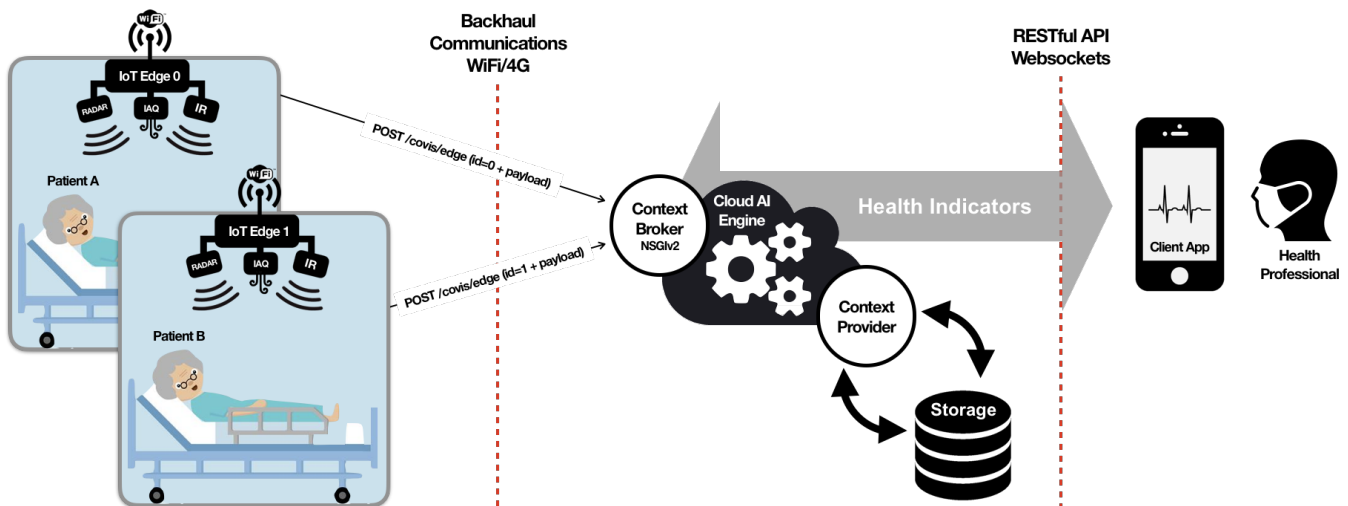 WiFi
IoT Edge 0
RADAR
IAQ
IR
Patient A
WiFi
IoT Edge 1
RADAR
IAQ
IR
Patient B
Backhaul
Communications
WiFi/4G
POST /covis/edge (id=0 + payload)
POST /covis/edge (id=1 + payload)
Context
Broker
NSGIv2
Cloud AI
Engine
Context
Provider
Storage
Health Indicators
RESTful API
Websockets
Client App
Health
Professional